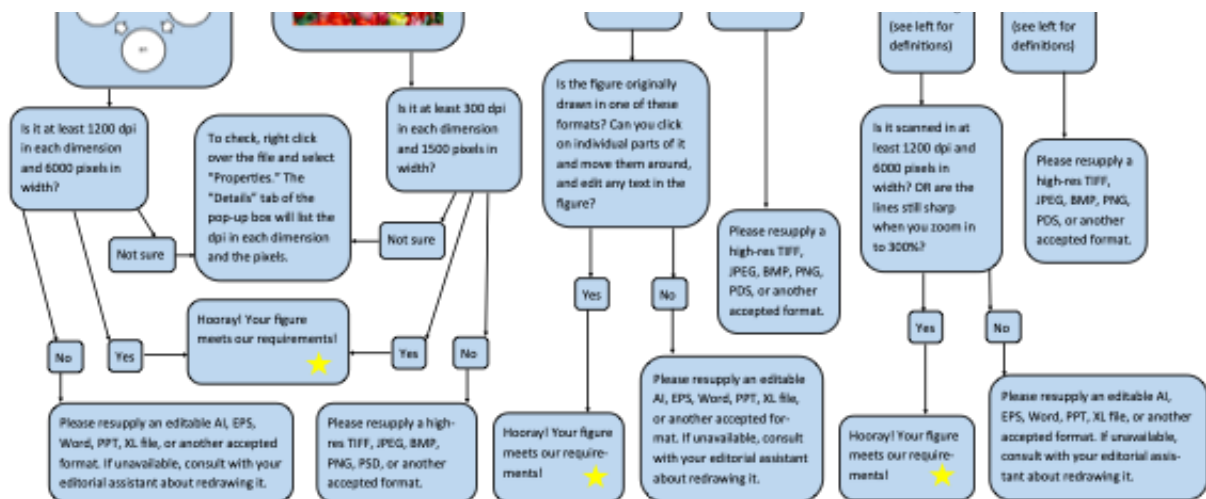 (see left for
definitions)
(see left for
definitions)
Is it at least 1200 dpi
in each dimension
and 6000 pixels in
width?
To check, right click
over the file and select
"Properties." The
"Details" tab of the
pop-up box will list the
dpi in each dimension
and the pixels.
Is it at least 300 dpi
in each dimension
and 1500 pixels in
width?
Not sure
Not sure
Hooray! Your figure
meets our requirements!
No
Yes
Yes
No
Please resupply an editable AI, EPS,
Word, PPT, XL file, or another accepted
format. If unavailable, consult with your
editorial assistant about redrawing it.
Please resupply a high-
res TIFF, JPEG, BMP,
PNG, PSD, or another
accepted format.
Is the figure originally
drawn in one of these
formats? Can you click
on individual parts of it
and move them around,
and edit any text in the
figure?
Yes
No
Hooray! Your figure
meets our require-
ments!
Please resupply an editable
AI, EPS, Word, PPT, XL file,
or another accepted for-
mat. If unavailable, consult
with your editorial assistant
about redrawing it.
Please resupply a
high-res TIFF,
JPEG, BMP, PNG,
PDS, or another
accepted format.
Is it scanned in at
least 1200 dpi and
6000 pixels in
width? OR are the
lines still sharp
when you zoom in
to 300%?
Yes
No
Hooray! Your figure
meets our require-
ments!
Please resupply an editable AI,
EPS, Word, PPT, XL file, or another
accepted format. If unavailable,
consult with your editorial assis-
tant about redrawing it.
Please resupply a
high-res TIFF,
JPEG, BMP, PNG,
PDS, or another
accepted format.